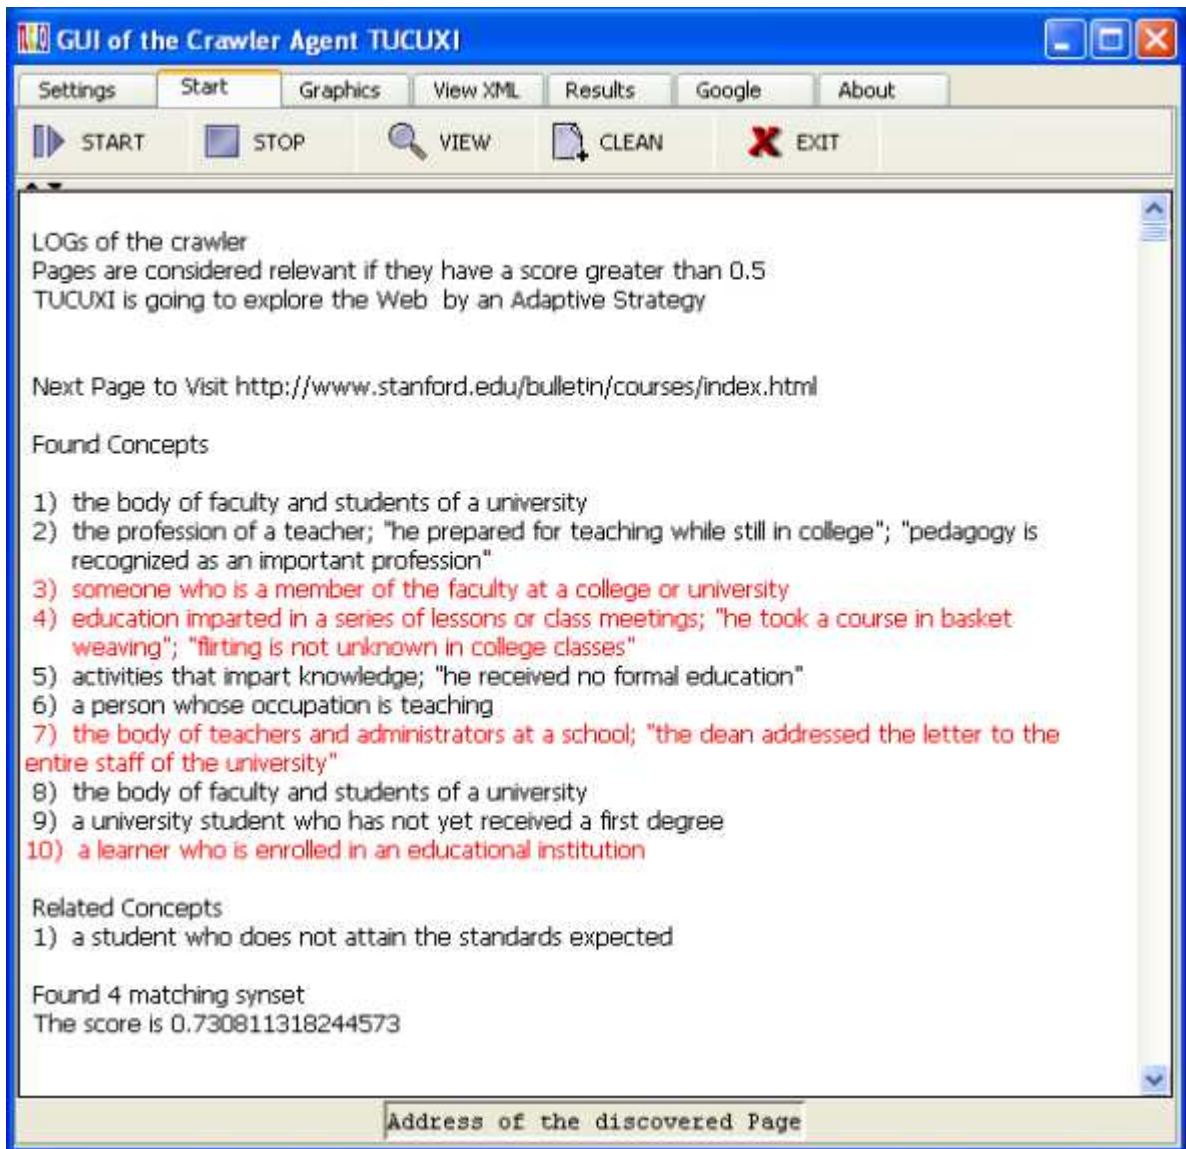 GUI of the Crawler Agent TUCUXI
Settings Start Graphics View XML Results Google About
START STOP VIEW CLEAN EXIT
LOGs of the crawler
Pages are considered relevant if they have a score greater than 0.5
TUCUXI is going to explore the Web by an Adaptive Strategy
Next Page to Visit http://www.stanford.edu/bulletin/courses/index.html
Found Concepts
1) the body of faculty and students of a university
2) the profession of a teacher; "he prepared for teaching while still in college"; "pedagogy is
recognized as an important profession"
3) someone who is a member of the faculty at a college or university
4) education imparted in a series of lessons or class meetings; "he took a course in basket
weaving"; "flirting is not unknown in college classes"
5) activities that impart knowledge; "he received no formal education"
6) a person whose occupation is teaching
7) the body of teachers and administrators at a school; "the dean addressed the letter to the
entire staff of the university"
8) the body of faculty and students of a university
9) a university student who has not yet received a first degree
10) a learner who is enrolled in an educational institution
Related Concepts
1) a student who does not attain the standards expected
Found 4 matching synset
The score is 0.730811318244573
Address of the discovered Page